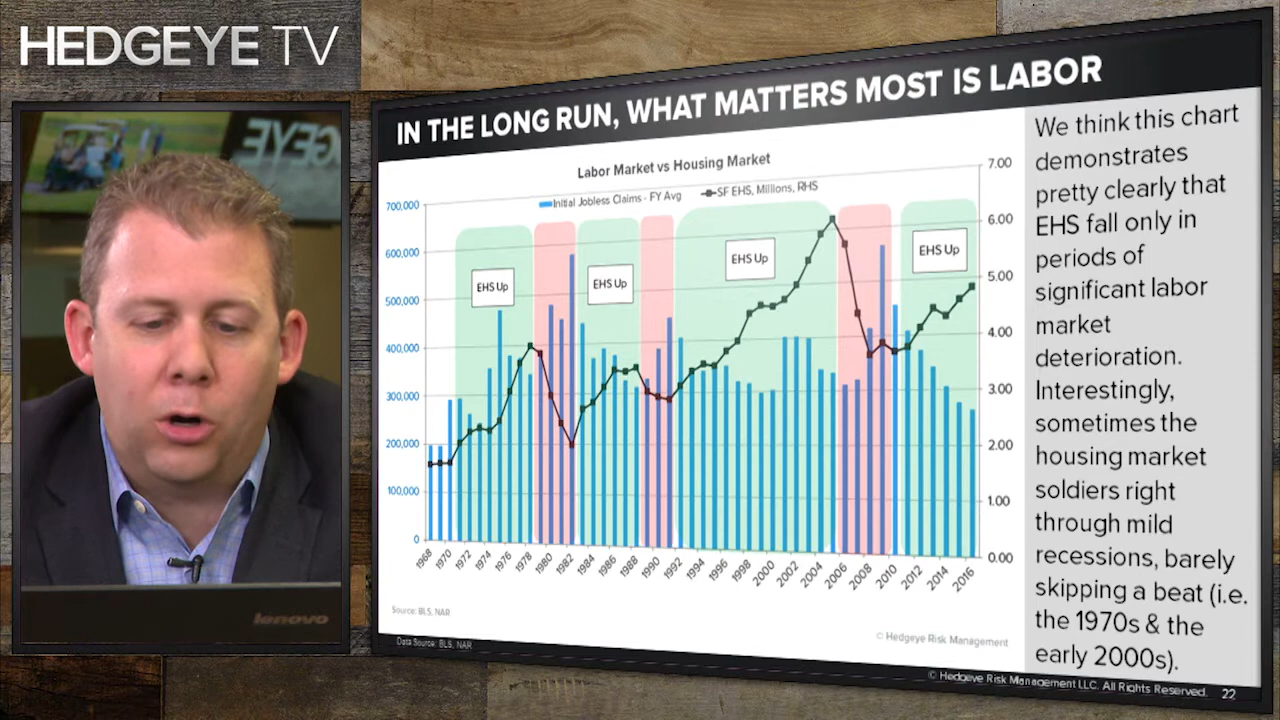 HEDGEYE TV
HEDGEYE
IN THE LONG RUN, WHAT MATTERS MOST IS LABOR
Labor Market vs Housing Market
Initial Jobless Claims - FY Avg
SF EHS, Millions, RHS
700,000
600,000
500,000
400,000
300,000
200,000
100,000
0
7.00
6.00
5.00
4.00
3.00
2.00
1.00
0.00
EHS Up
EHS Up
EHS Up
EHS Up
1968 1970 1972 1974 1976 1978 1980 1982 1984 1986 1988 1990 1992 1994 1996 1998 2000 2002 2004 2006 2008 2010 2012 2014 2016
Source: BLS, NAR
© Hedgeye Risk Management
We think this chart
demonstrates
pretty clearly that
EHS fall only in
periods of
significant labor
market
deterioration.
Interestingly,
sometimes the
housing market
soldiers right
through mild
recessions, barely
skipping a beat (i.e.
the 1970s & the
early 2000s).
Data Source: BLS, NAR
© Hedgeye Risk Management LLC. All Rights Reserved. 22
lenovo